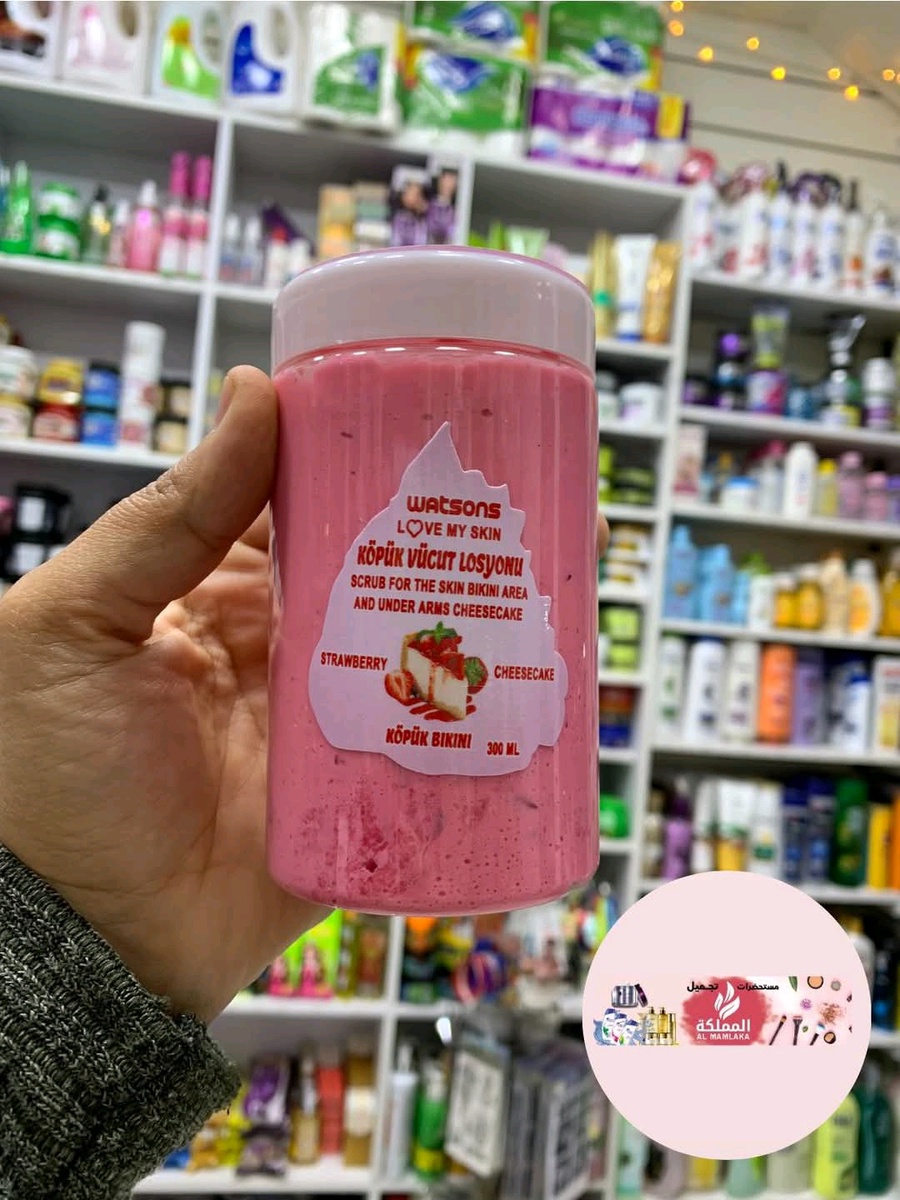 watsons
L♡VE MY SKIN
KÖPÜK VÜCUT LOSYONU
SCRUB FOR THE SKIN BIKINI AREA
AND UNDER ARMS CHEESECAKE
STRAWBERRY CHEESECAKE
KÖPÜK BIKINI 300 ML
مستحضرات تجميل
المملكة
AL MAMLAKA